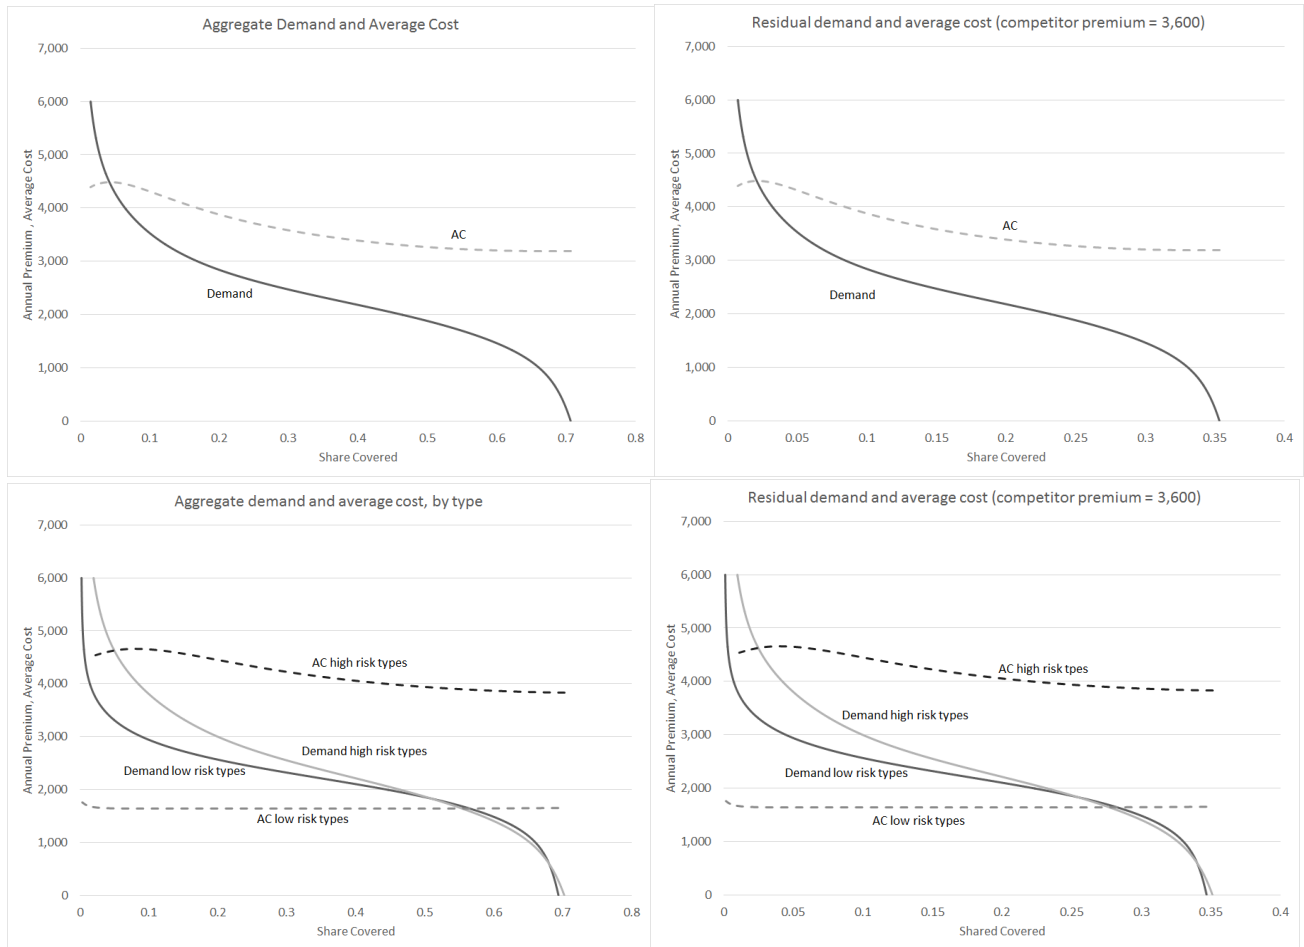 Aggregate Demand and Average Cost
Annual Premium , Average Cost
7,000
6,000
5,000
4,000
3,000
2,000
1,000
0
AC
Demand
0 0.1 0.2 0.3 0.4 0.5 0.6 0.7 0.8
Share Covered
Residual demand and average cost (competitor premium = 3,600)
Annual Premium, Average Cost
7,000
6,000
5,000
4,000
3,000
2,000
1,000
0
AC
Demand
0 0.05 0.1 0.15 0.2 0.25 0.3 0.35 0.4
Share Covered
Aggregate demand and average cost, by type
Annual Premium, Average Cost
7,000
6,000
5,000
4,000
3,000
2,000
1,000
0
AC high risk types
Demand high risk types
Demand low risk types
AC low risk types
0 0.1 0.2 0.3 0.4 0.5 0.6 0.7 0.8
Share Covered
Residual demand and average cost (competitor premium = 3,600)
Annual Premium, Average Cost
7,000
6,000
5,000
4,000
3,000
2,000
1,000
0
AC high risk tpes
Demand high risk types
Demand low risk types
AC low risk types
0 0.05 0.1 0.15 0.2 0.25 0.3 0.35 0.4
Shared Covered